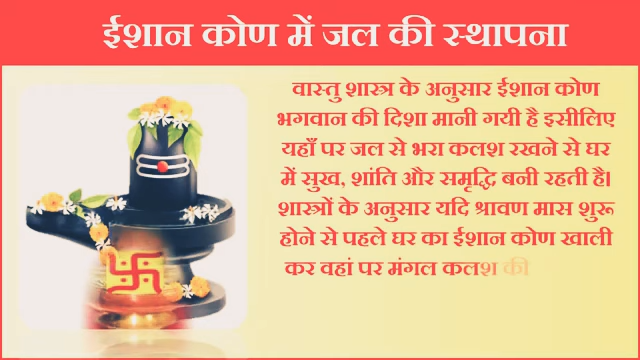 ईशान कोण में जल की स्थापना
वास्तु शास्त्र के अनुसार ईशान कोण
भगवान की दिशा मानी गयी है इसीलिए
यहाँ पर जल से भरा कलश रखने से घर
में सुख, शांति और समृद्धि बनी रहती है।
शास्त्रों के अनुसार यदि श्रावण मास शुरू
होने से पहले घर का ईशान कोण खाली
कर वहां पर मंगल कलश की